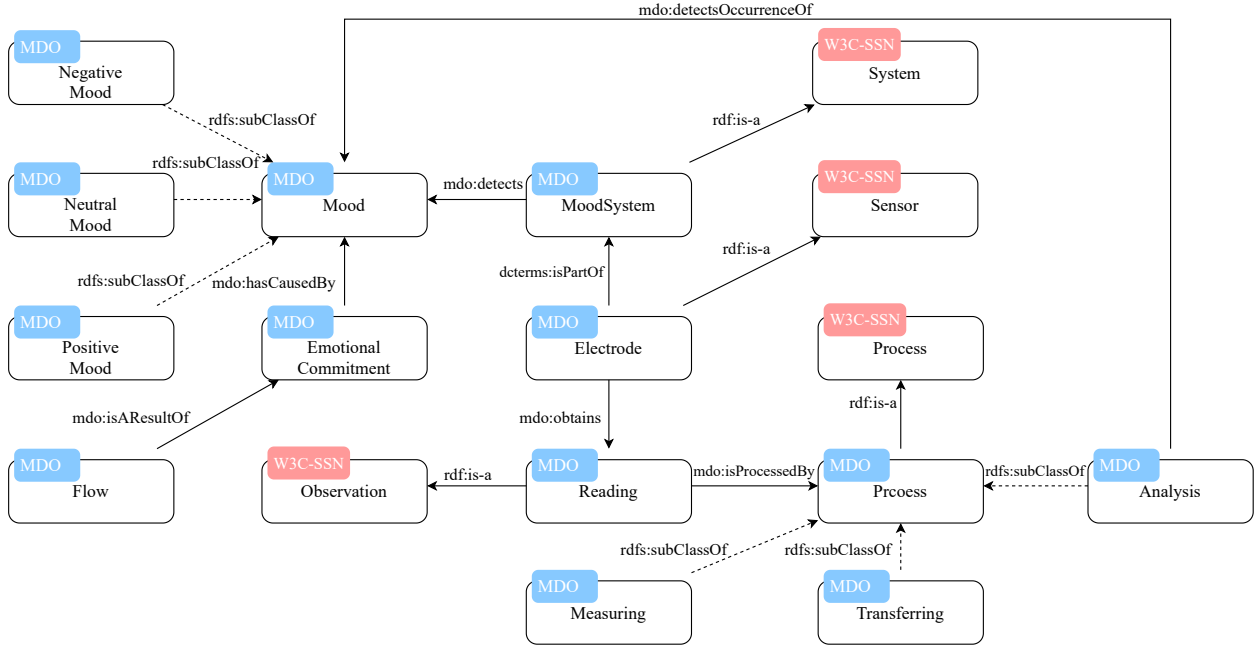 mdo:detectsOccurrenceOf
MDO
Negative
Mood
W3C-SSN
System
rdfs:subClassOf
rdf:is-a
rdfs:subClassOf
MDO
Neutral
Mood
MDO
Mood
mdo:detects
MDO
MoodSystem
W3C-SSN
Sensor
rdfs:subClassOf
mdo:hasCausedBy
dcterms:isPartOf
rdf:is-a
MDO
Positive
Mood
MDO
Emotional
Commitment
MDO
Electrode
W3C-SSN
Process
mdo:isAResultOf
mdo:obtains
rdf:is-a
MDO
Flow
W3C-SSN
Observation
rdf:is-a
MDO
Reading
mdo:isProcessedBy
MDO
Prcoess
rdfs:subClassOf
MDO
Analysis
rdfs:subClassOf
rdfs:subClassOf
MDO
Measuring
MDO
Transferring